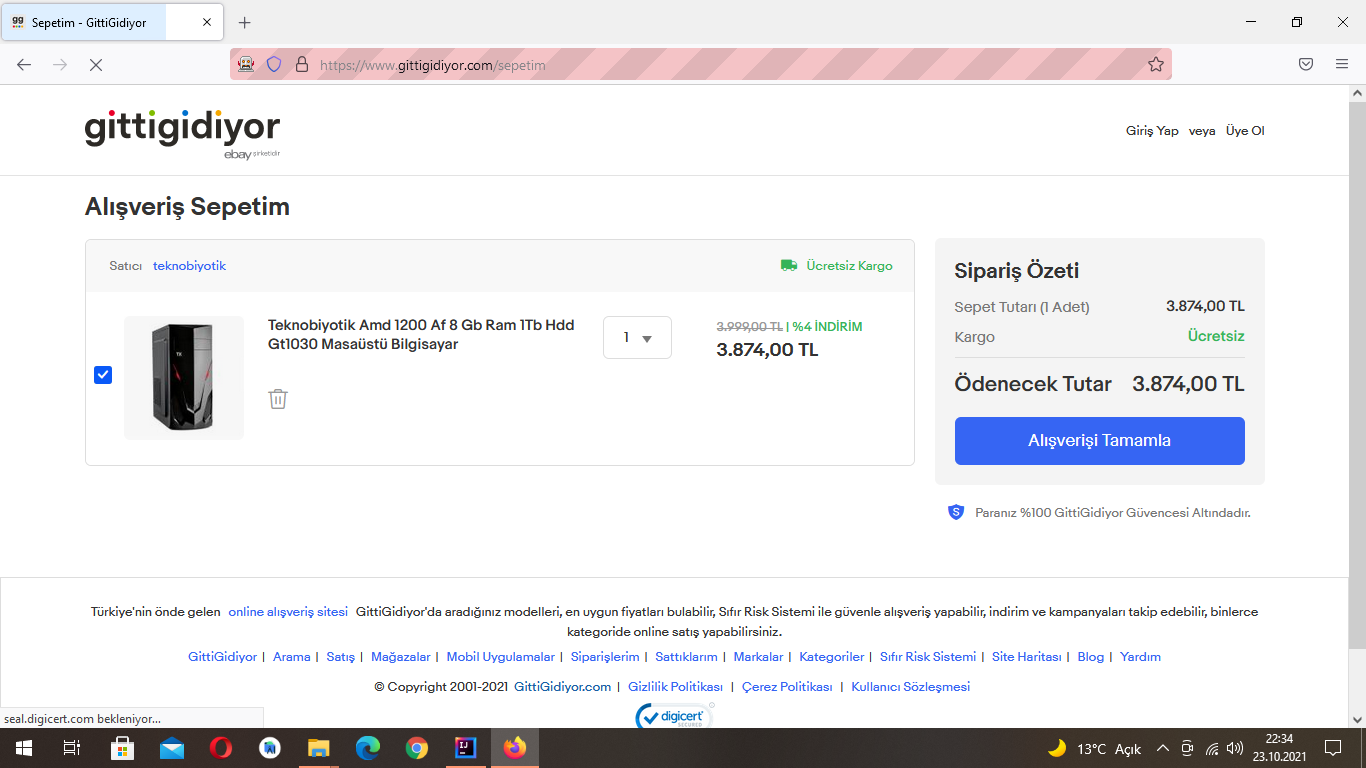 Sepetim - GittiGidiyor
https://www.gittigidiyor.com/sepetim
gittigidiyor
ebay şirketidir
Giriş Yap veya Üye Ol
Alışveriş Sepetim
Satıcı teknobiyotik
Ücretsiz Kargo
Teknobiyotik Amd 1200 Af 8 Gb Ram 1Tb Hdd
Gt1030 Masaüstü Bilgisayar
1
3.999,00 TL | %4 İNDİRİM
3.874,00 TL
Sipariş Özeti
Sepet Tutarı (1 Adet) 3.874,00 TL
Kargo Ücretsiz
Ödenecek Tutar 3.874,00 TL
Alışverişi Tamamla
Paranız %100 GittiGidiyor Güvencesi Altındadır.
Türkiye'nin önde gelen online alışveriş sitesi GittiGidiyor'da aradığınız modelleri, en uygun fiyatları bulabilir, Sıfır Risk Sistemi ile güvenle alışveriş yapabilir, indirim ve kampanyaları takip edebilir, binlerce
kategoride online satış yapabilirsiniz.
GittiGidiyor | Arama | Satış | Mağazalar | Mobil Uygulamalar | Siparişlerim | Sattıklarım | Markalar | Kategoriler | Sıfır Risk Sistemi | Site Haritası | Blog | Yardım
© Copyright 2001-2021 GittiGidiyor.com | Gizlilik Politikası | Çerez Politikası | Kullanıcı Sözleşmesi
digicert
SECURED
seal.digicert.com bekleniyor...
13°C Açık
22:34
23.10.2021